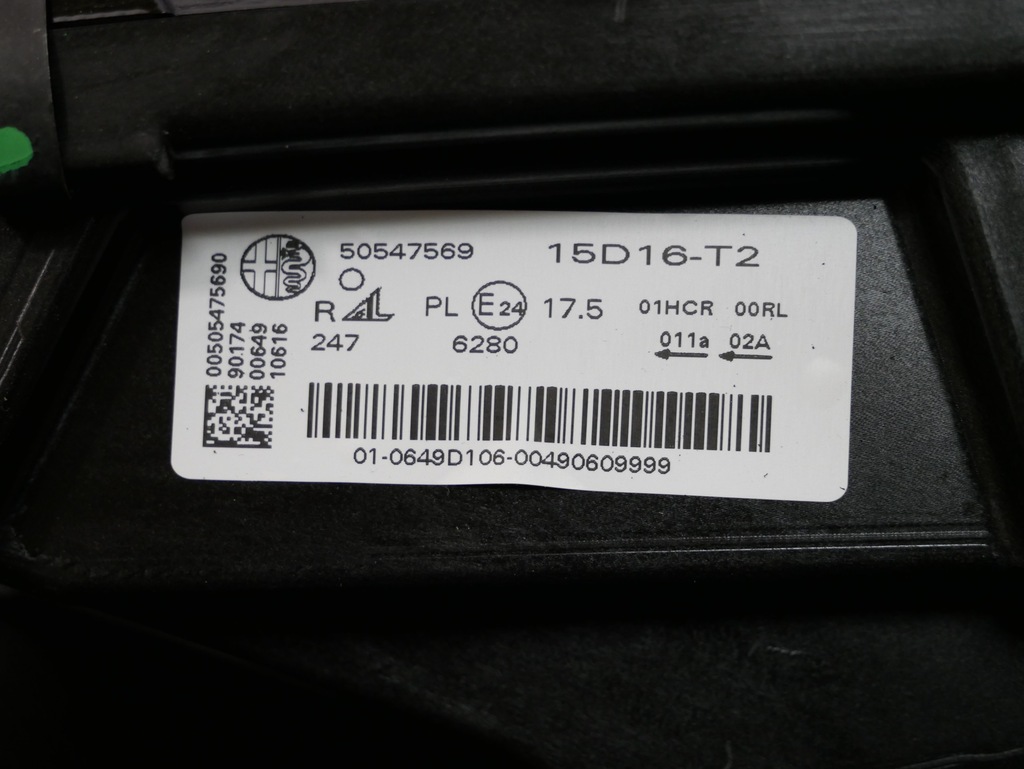 50547569 15D16-T2
R AL PL E24 17.5 01HCR 00RL
247 6280 011a 02A
00505475690
90174
00649
10616
01-0649D106-00490609999